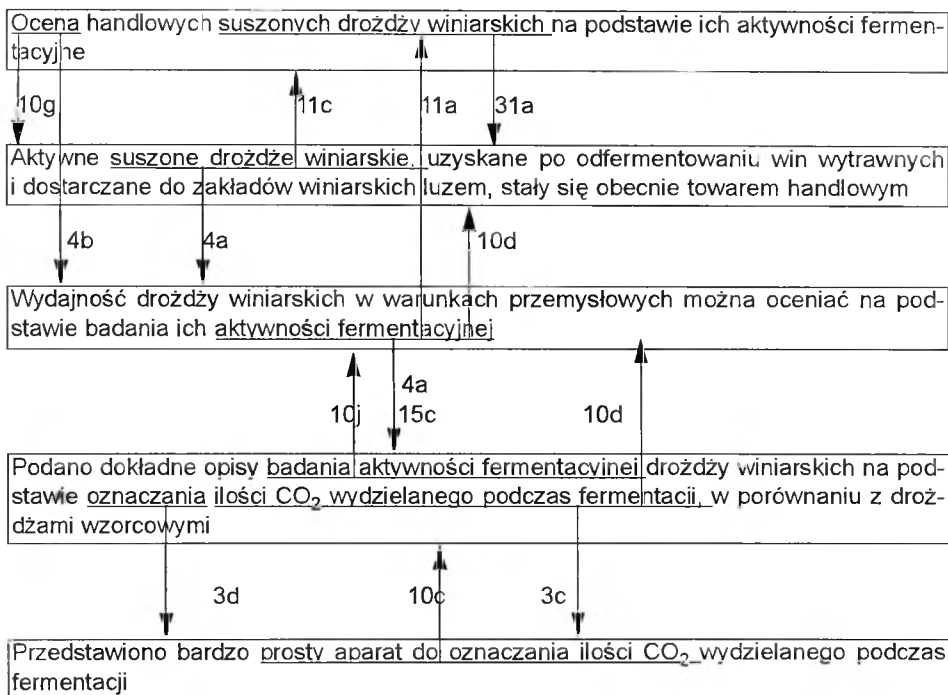 Ocena handlowych suszonych drożdży winiarskich na podstawie ich aktywności fermen-
tacyjne
10g 11c 11a 31a
Aktywne suszone drożdże winiarskie, uzyskane po odfermentowaniu win wytrawnych
i dostarczane do zakładów winiarskich luzem, stały się obecnie towarem handlowym
4b 4a 10d
Wydajność drożdży winiarskich w warunkach przemysłowych można oceniać na pod-
stawie badania ich aktywności fermentacyjnej
4a
10j 15c 10d
Podano dokładne opisy badania aktywności fermentacyjnej drożdży winiarskich na pod-
stawie oznaczania ilości CO₂ wydzielanego podczas fermentacji, w porównaniu z droż-
dżami wzorcowymi
3d 10c 3c
Przedstawiono bardzo prosty aparat do oznaczania ilości CO₂ wydzielanego podczas
fermentacji